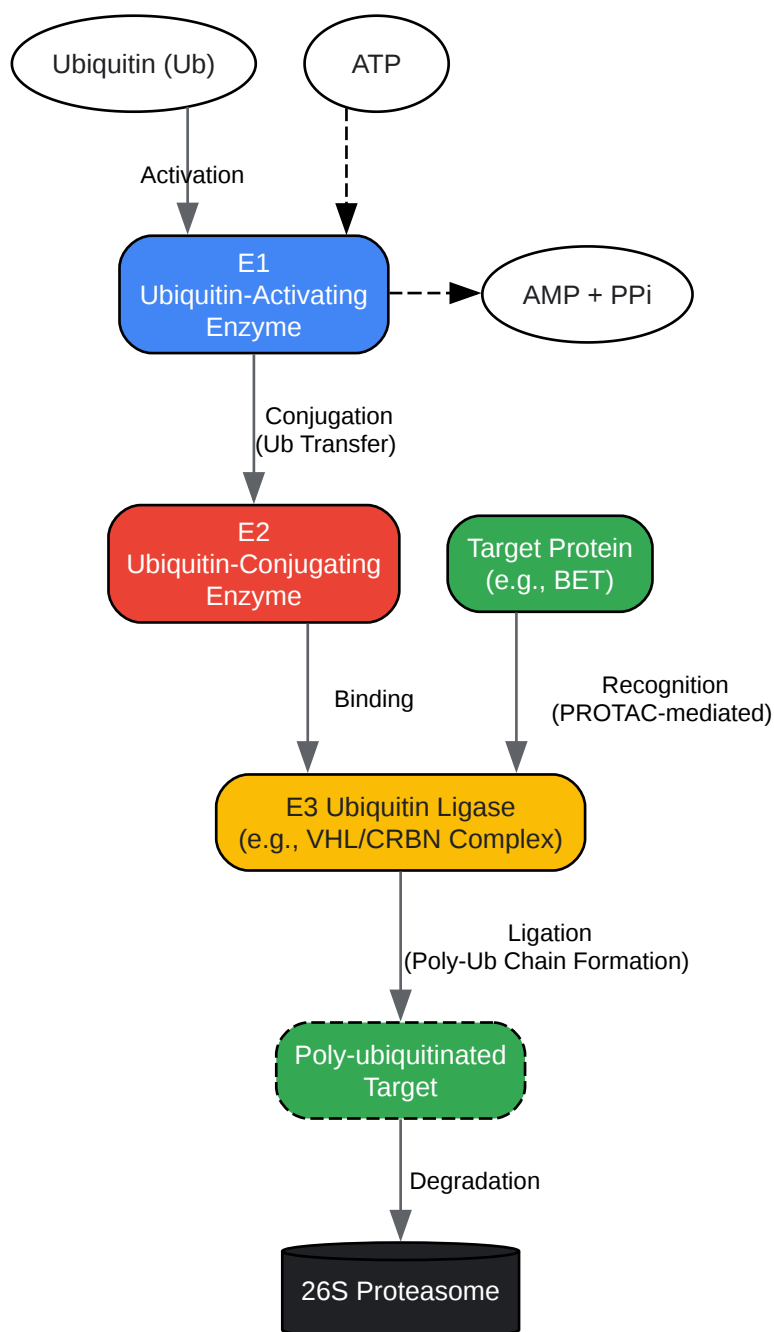 Ubiquitin (Ub)
ATP
Activation
E1
Ubiquitin-Activating
Enzyme
AMP + PPi
Conjugation
(Ub Transfer)
E2
Ubiquitin-Conjugating
Enzyme
Target Protein
(e.g., BET)
Binding
Recognition
(PROTAC-mediated)
E3 Ubiquitin Ligase
(e.g., VHL/CRBN Complex)
Ligation
(Poly-Ub Chain Formation)
Poly-ubiquitinated
Target
Degradation
26S Proteasome